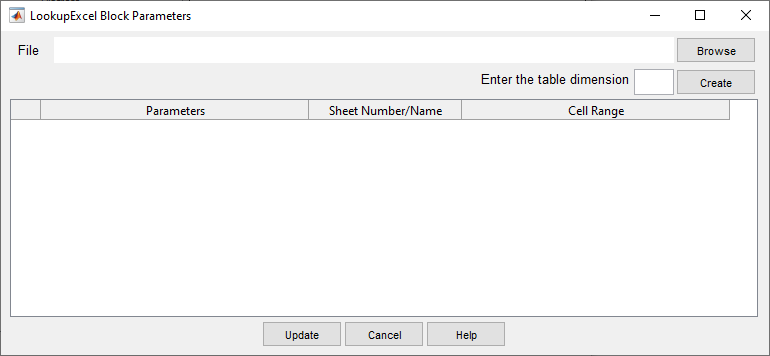 LookupExcel Block Parameters
File Browse
Enter the table dimension Create
Parameters Sheet Number/Name Cell Range
Update Cancel Help